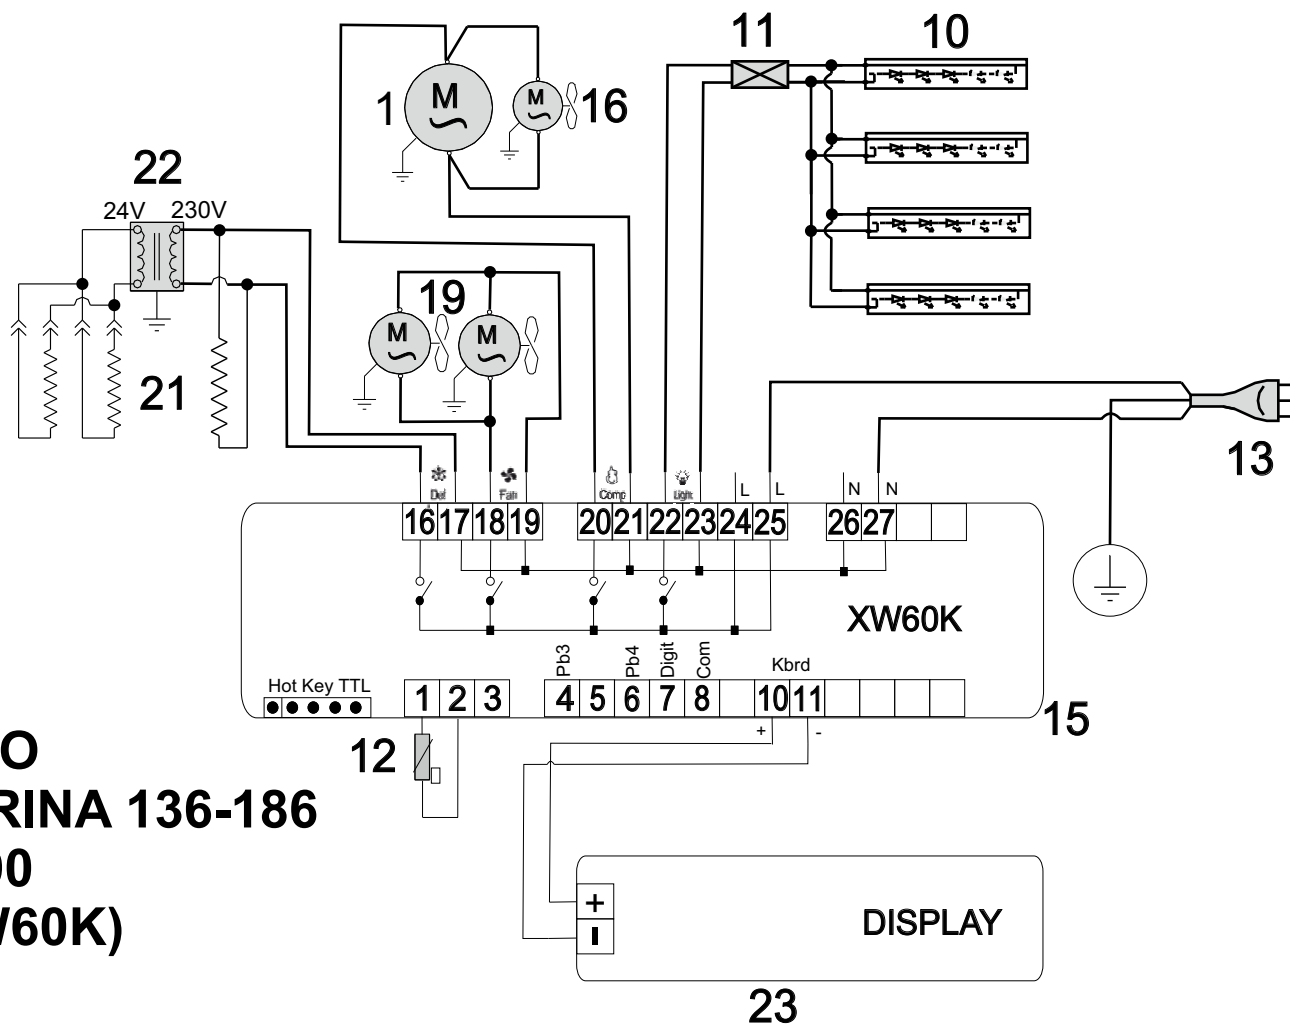 11
10
1
M
M
16
22
24V
230V
19
M
M
21
13
Def
Fan
Comp
Light
L
L
N
N
16 17 18 19 20 21 22 23 24 25 26 27
XW60K
Pb3
Pb4
Digit
Com
Kbrd
Hot Key TTL
1 2 3 4 5 6 7 8 10 11
15
+
-
12
O
RINA 136-186
00
W60K)
+
DISPLAY
23